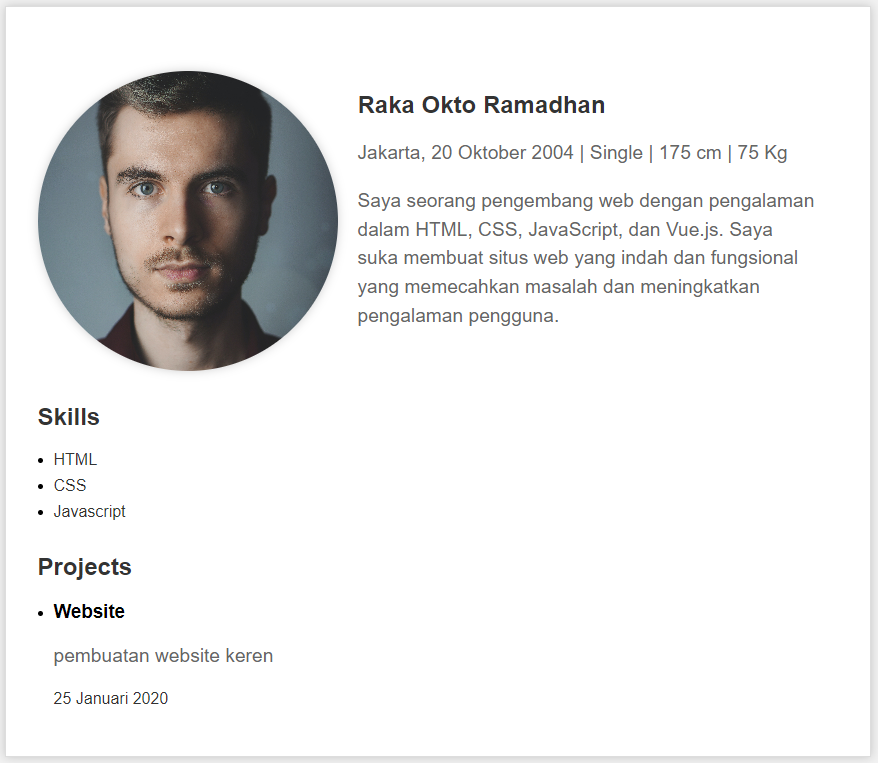 Raka Okto Ramadhan
Jakarta, 20 Oktober 2004 | Single | 175 cm | 75 Kg
Saya seorang pengembang web dengan pengalaman
dalam HTML, CSS, JavaScript, dan Vue.js. Saya
suka membuat situs web yang indah dan fungsional
yang memecahkan masalah dan meningkatkan
pengalaman pengguna.
Skills
• HTML
• CSS
• Javascript
Projects
• Website
pembuatan website keren
25 Januari 2020